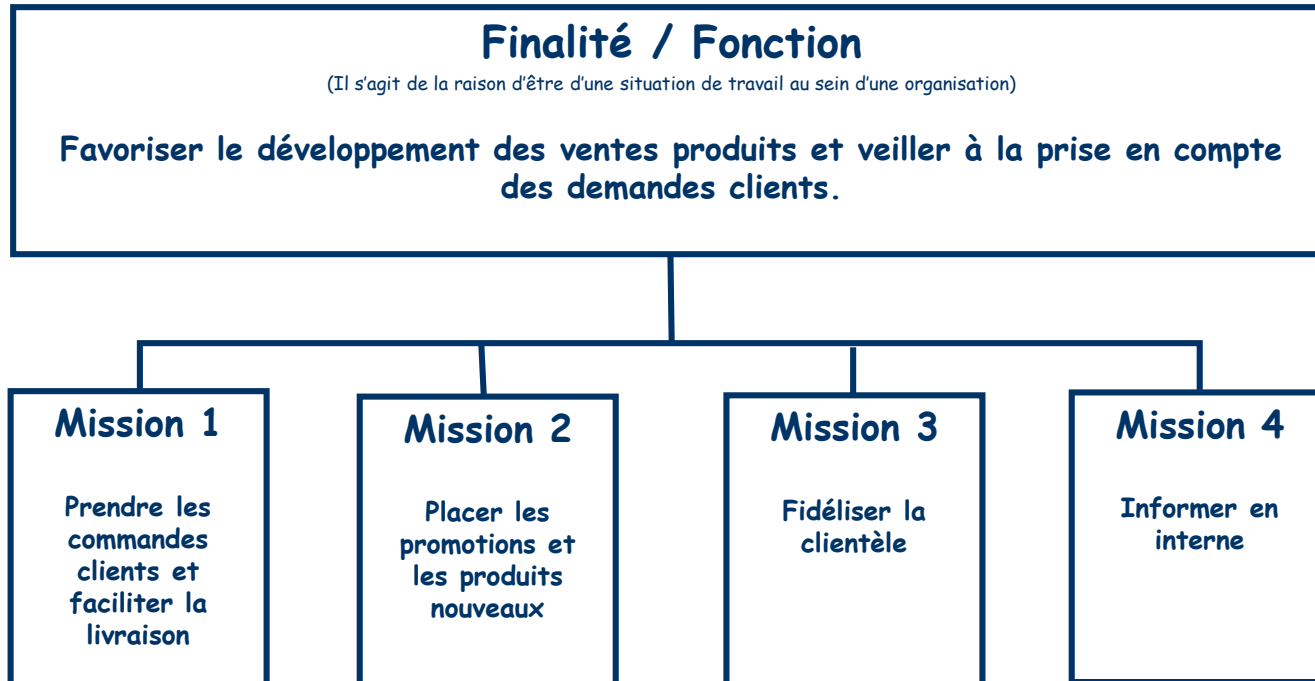 Finalité / Fonction
(Il s’agit de la raison d’être d’une situation de travail au sein d’une organisation)
Favoriser le développement des ventes produits et veiller à la prise en compte
des demandes clients.
Mission 1
Prendre les
commandes
clients et
faciliter la
livraison
Mission 2
Placer les
promotions et
les produits
nouveaux
Mission 3
Fidéliser la
clientèle
Mission 4
Informer en
interne